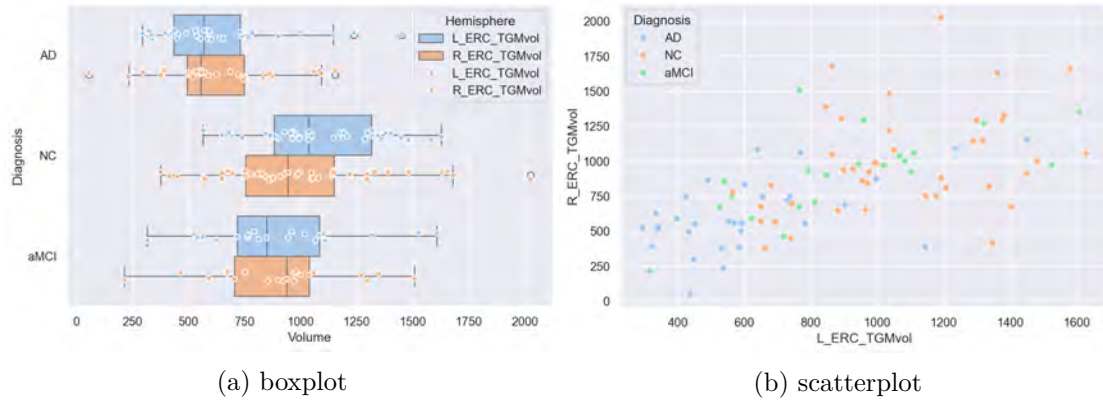 Hemisphere
L_ERC_TGMvol
R_ERC_TGMvol
L_ERC_TGMvol
R_ERC_TGMvol
AD
NC
aMCI
Diagnosis
0 250 500 750 1000 1250 1500 1750 2000
Volume
(a) boxplot
Diagnosis
AD
NC
aMCI
2000
1750
1500
1250
1000
750
500
250
0
R_ERC_TGMvol
400 600 800 1000 1200 1400 1600
L_ERC_TGMvol
(b) scatterplot